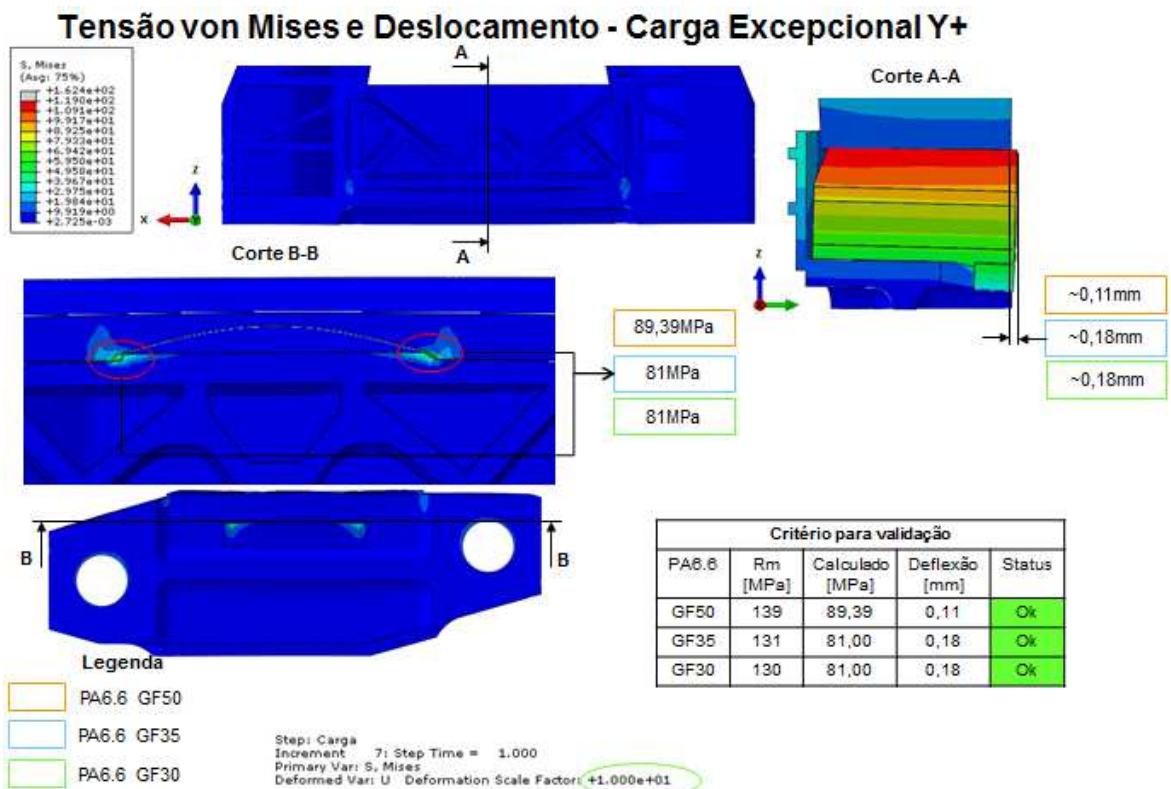 Tensão von Mises e Deslocamento - Carga Excepcional Y+
S, Mises
(Avg: 75%)
+1.624e+02
+1.190e+02
+1.091e+02
+9.917e+01
+8.925e+01
+7.933e+01
+6.942e+01
+5.950e+01
+4.958e+01
+3.967e+01
+2.975e+01
+1.984e+01
+9.919e+00
+2.725e-03
z
x
A
A
Corte A-A
z
Corte B-B
89,39MPa
81MPa
81MPa
~0,11mm
~0,18mm
~0,18mm
B
B
Critério para validação
PA6.6 Rm [MPa] Calculado [MPa] Deflexão [mm] Status
GF50 139 89,39 0,11 Ok
GF35 131 81,00 0,18 Ok
GF30 130 81,00 0,18 Ok
Legenda
PA6.6 GF50
PA6.6 GF35
PA6.6 GF30
Step: Carga
Increment 7: Step Time = 1.000
Primary Var: S, Mises
Deformed Var: U Deformation Scale Factor: +1.000e+01